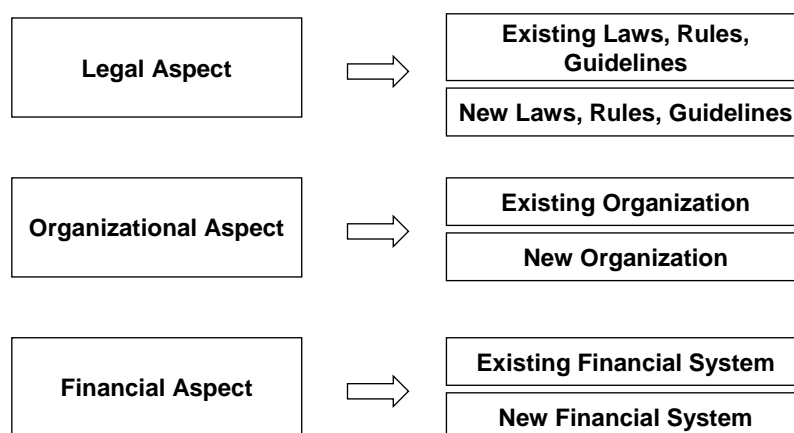 Legal Aspect
Existing Laws, Rules,
Guidelines
New Laws, Rules, Guidelines
Organizational Aspect
Existing Organization
New Organization
Financial Aspect
Existing Financial System
New Financial System